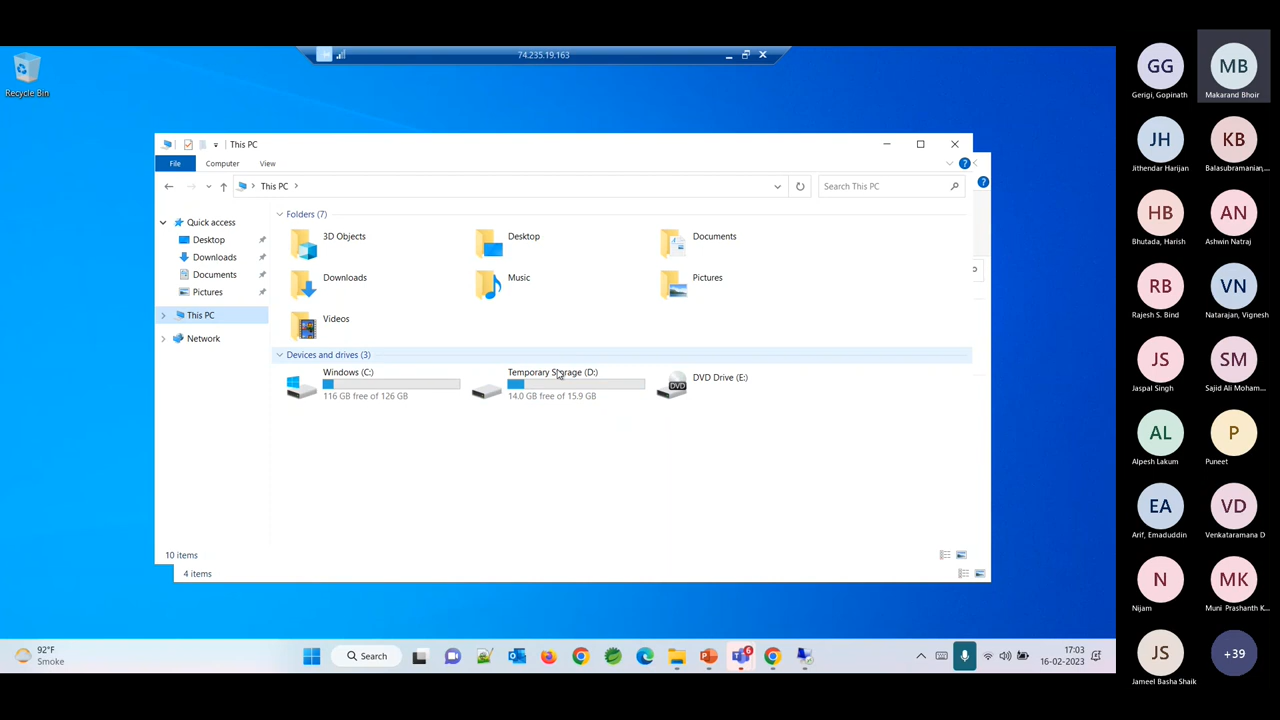 74.235.19.163
Recycle Bin
This PC
File
Computer
View
This PC
Search This PC
Quick access
Desktop
Downloads
Documents
Pictures
This PC
Network
Folders (7)
3D Objects
Desktop
Documents
Downloads
Music
Pictures
Videos
Devices and drives (3)
Windows (C:)
116 GB free of 126 GB
Temporary Storage (D:)
14.0 GB free of 15.9 GB
DVD
DVD Drive (E:)
10 items
4 items
92°F
Smoke
Search
6
17:03
16-02-2023
GG
Gerigi, Gopinath
MB
Makarand Bhoir
JH
Jithendar Harijan
KB
Balasubramanian,...
HB
Bhutada, Harish
AN
Ashwin Natraj
RB
Rajesh S. Bind
VN
Natarajan, Vignesh
JS
Jaspal Singh
SM
Sajid Ali Moham...
AL
Alpesh Lakum
P
Puneet
EA
Arif, Emaduddin
VD
Venkataramana D
N
Nijam
MK
Muni Prashanth K...
JS
Jameel Basha Shaik
+39